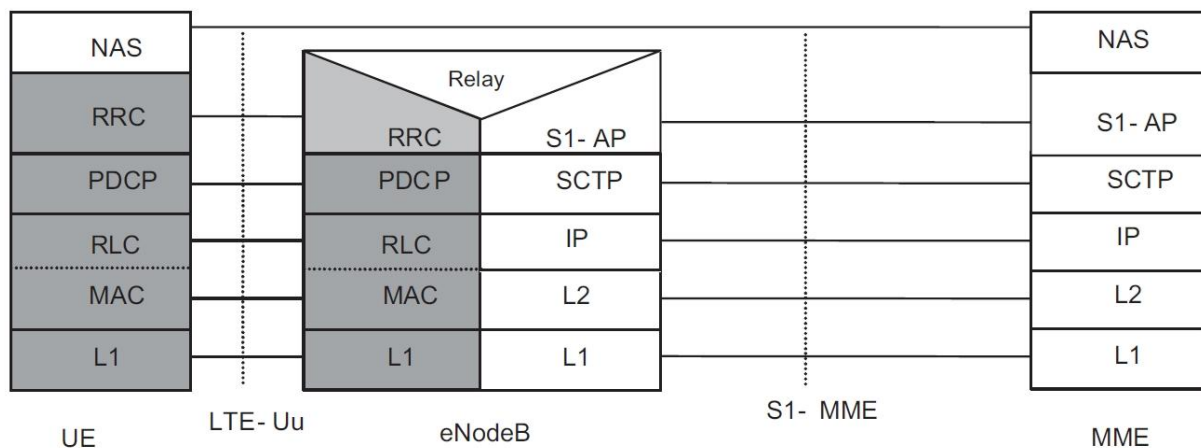 NAS
RRC
PDCP
RLC
MAC
L1
UE
LTE- Uu
Relay
RRC
PDCP
RLC
MAC
L1
S1- AP
SCTP
IP
L2
L1
eNodeB
S1- MME
NAS
S1- AP
SCTP
IP
L2
L1
MME